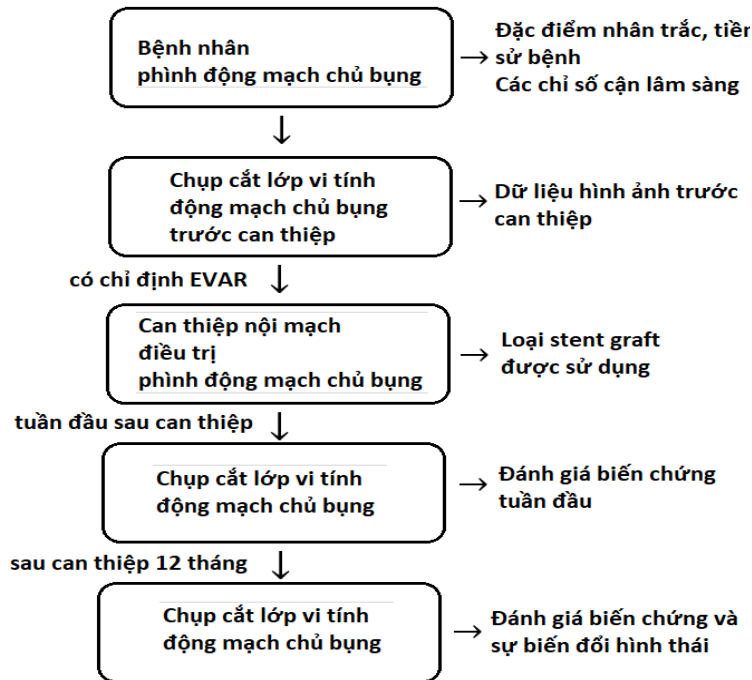 Bệnh nhân
phình động mạch chủ bụng
Đặc điểm nhân trắc, tiền
sử bệnh
Các chỉ số cận lâm sàng
Chụp cắt lớp vi tính
động mạch chủ bụng
trước can thiệp
Dữ liệu hình ảnh trước
can thiệp
có chỉ định EVAR
Can thiệp nội mạch
điều trị
phình động mạch chủ bụng
Loại stent graft
được sử dụng
tuần đầu sau can thiệp
Chụp cắt lớp vi tính
động mạch chủ bụng
Đánh giá biến chứng
tuần đầu
sau can thiệp 12 tháng
Chụp cắt lớp vi tính
động mạch chủ bụng
Đánh giá biến chứng và
sự biến đổi hình thái